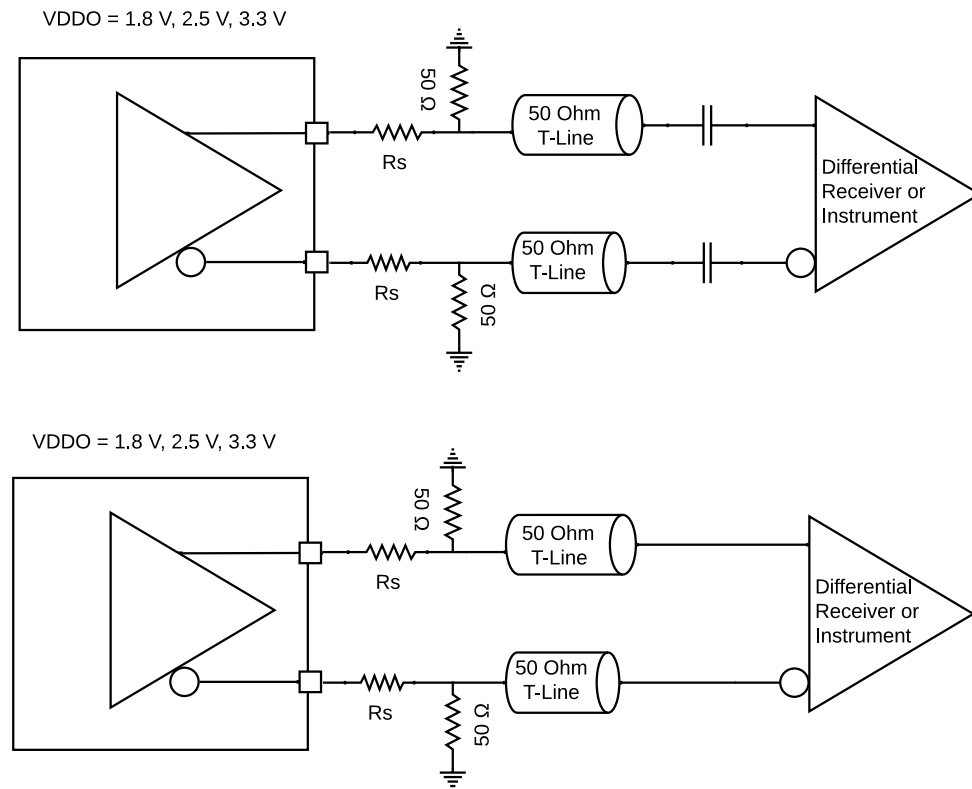 VDDO = 1.8 V, 2.5 V, 3.3 V
50 Ω
Rs
50 Ohm
T-Line
Differential
Receiver or
Instrument
Rs
50 Ohm
T-Line
50 Ω
VDDO = 1.8 V, 2.5 V, 3.3 V
50 Ω
Rs
50 Ohm
T-Line
Differential
Receiver or
Instrument
Rs
50 Ohm
T-Line
50 Ω